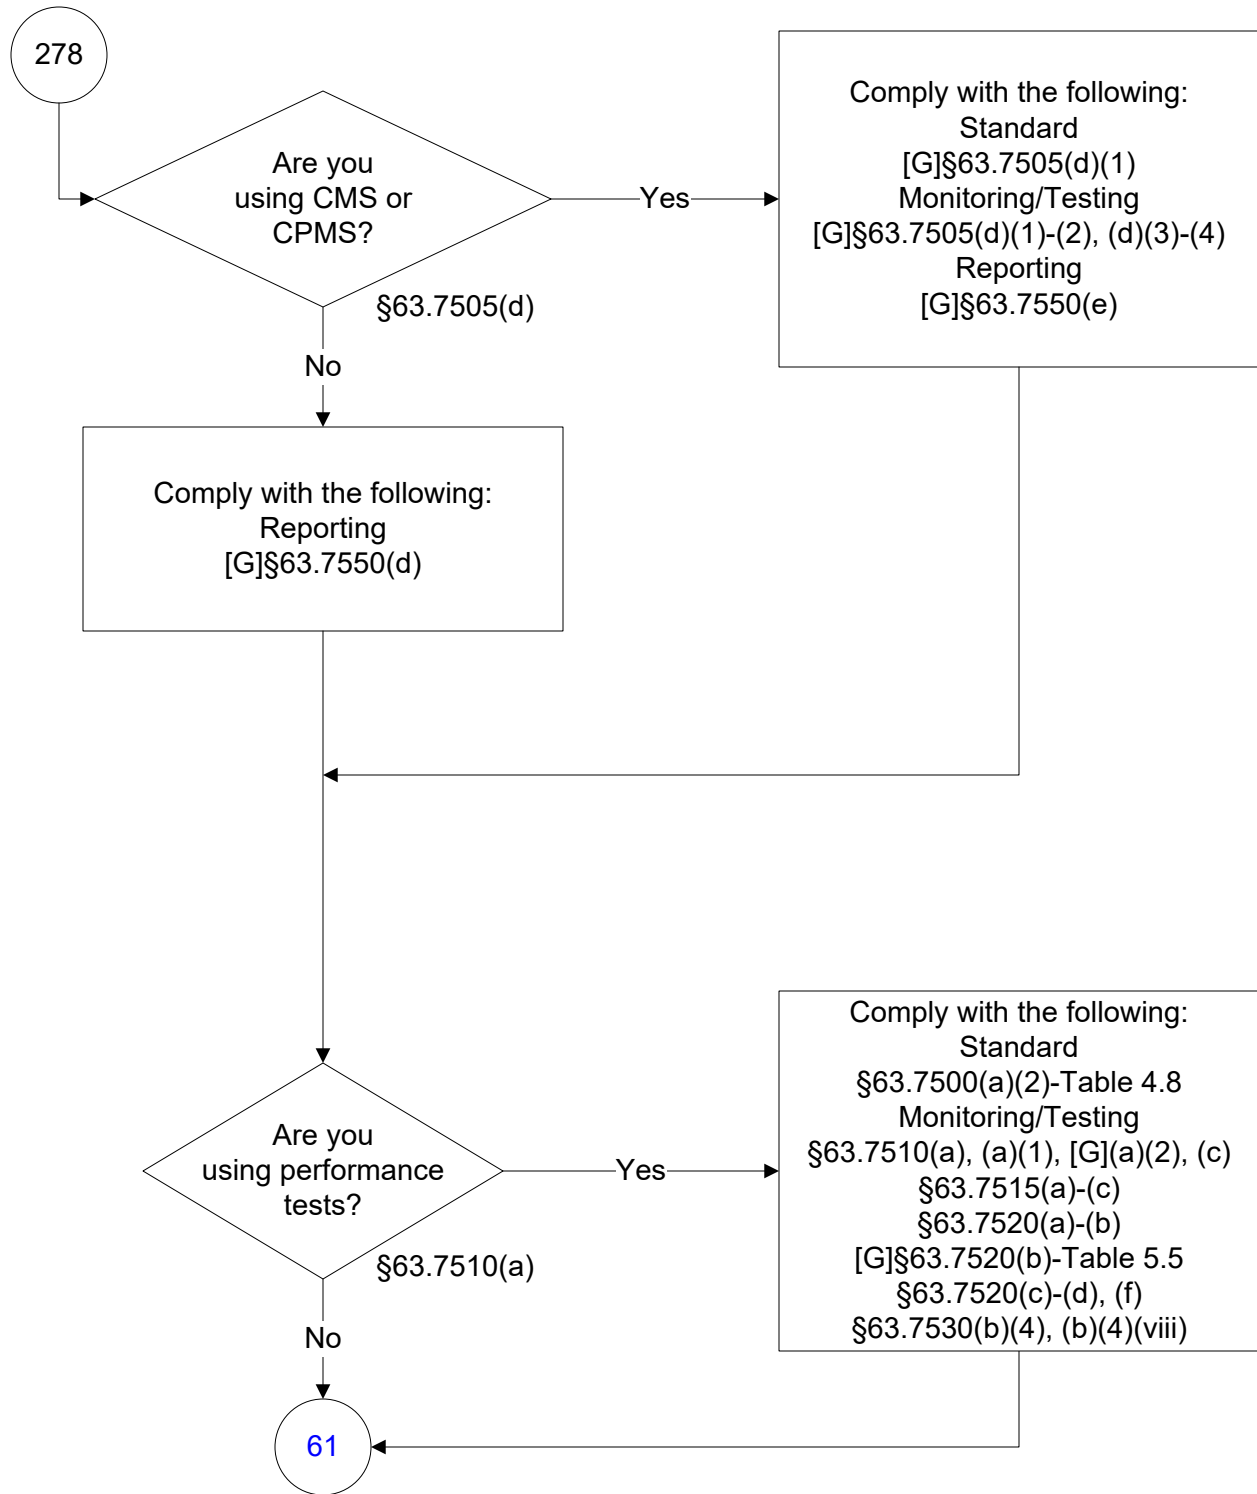 278
Are you
using CMS or
CPMS?
§63.7505(d)
Yes
Comply with the following:
Standard
[G]§63.7505(d)(1)
Monitoring/Testing
[G]§63.7505(d)(1)-(2), (d)(3)-(4)
Reporting
[G]§63.7550(e)
No
Comply with the following:
Reporting
[G]§63.7550(d)
Are you
using performance
tests?
§63.7510(a)
Yes
Comply with the following:
Standard
§63.7500(a)(2)-Table 4.8
Monitoring/Testing
§63.7510(a), (a)(1), [G](a)(2), (c)
§63.7515(a)-(c)
§63.7520(a)-(b)
[G]§63.7520(b)-Table 5.5
§63.7520(c)-(d), (f)
§63.7530(b)(4), (b)(4)(viii)
No
61